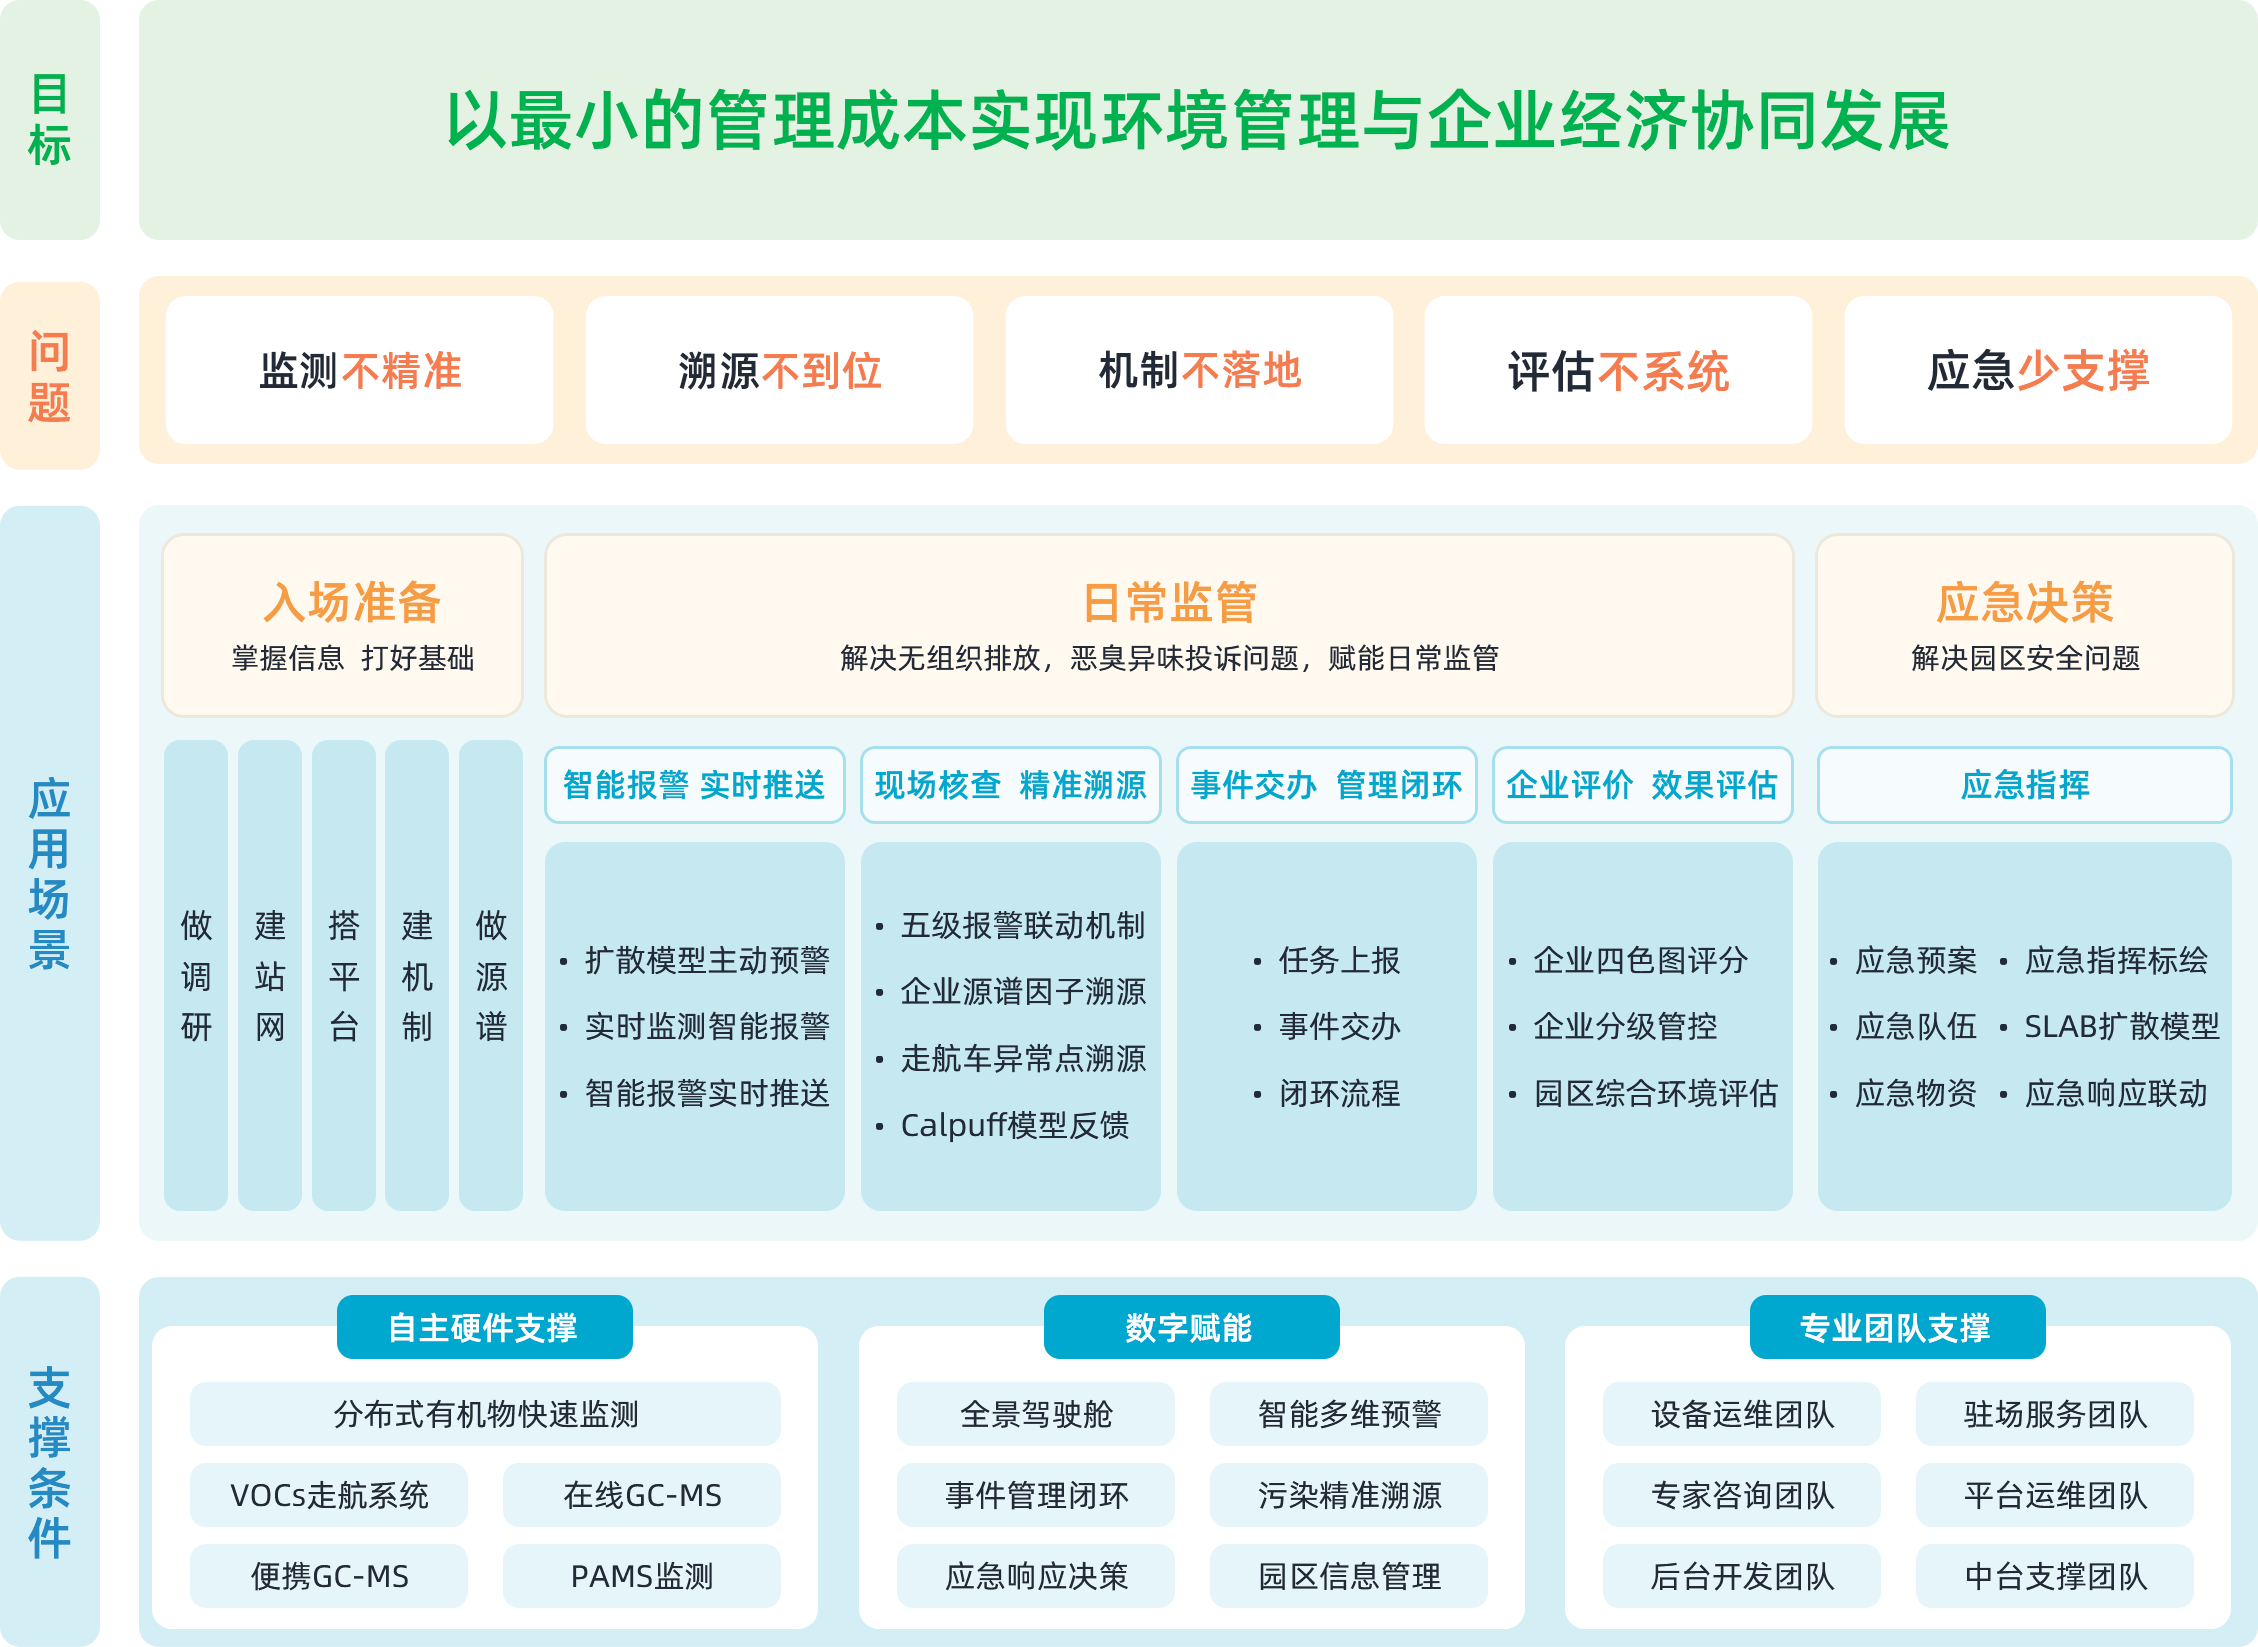 目标
以最小的管理成本实现环境管理与企业经济协同发展
问题
监测不精准
溯源不到位
机制不落地
评估不系统
应急少支撑
应用场景
入场准备
掌握信息 打好基础
日常监管
解决无组织排放，恶臭异味投诉问题，赋能日常监管
应急决策
解决园区安全问题
做调研
建站网
搭平台
建机制
做源谱
智能报警 实时推送
• 扩散模型主动预警
• 实时监测智能报警
• 智能报警实时推送
现场核查 精准溯源
• 五级报警联动机制
• 企业源谱因子溯源
• 走航车异常点溯源
• Calpuff模型反馈
事件交办 管理闭环
• 任务上报
• 事件交办
• 闭环流程
企业评价 效果评估
• 企业四色图评分
• 企业分级管控
• 园区综合环境评估
应急指挥
• 应急预案
• 应急队伍
• 应急物资
• 应急指挥标绘
• SLAB扩散模型
• 应急响应联动
支撑条件
自主硬件支撑
分布式有机物快速监测
VOCs走航系统
在线GC-MS
便携GC-MS
PAMS监测
数字赋能
全景驾驶舱
智能多维预警
事件管理闭环
污染精准溯源
应急响应决策
园区信息管理
专业团队支撑
设备运维团队
驻场服务团队
专家咨询团队
平台运维团队
后台开发团队
中台支撑团队